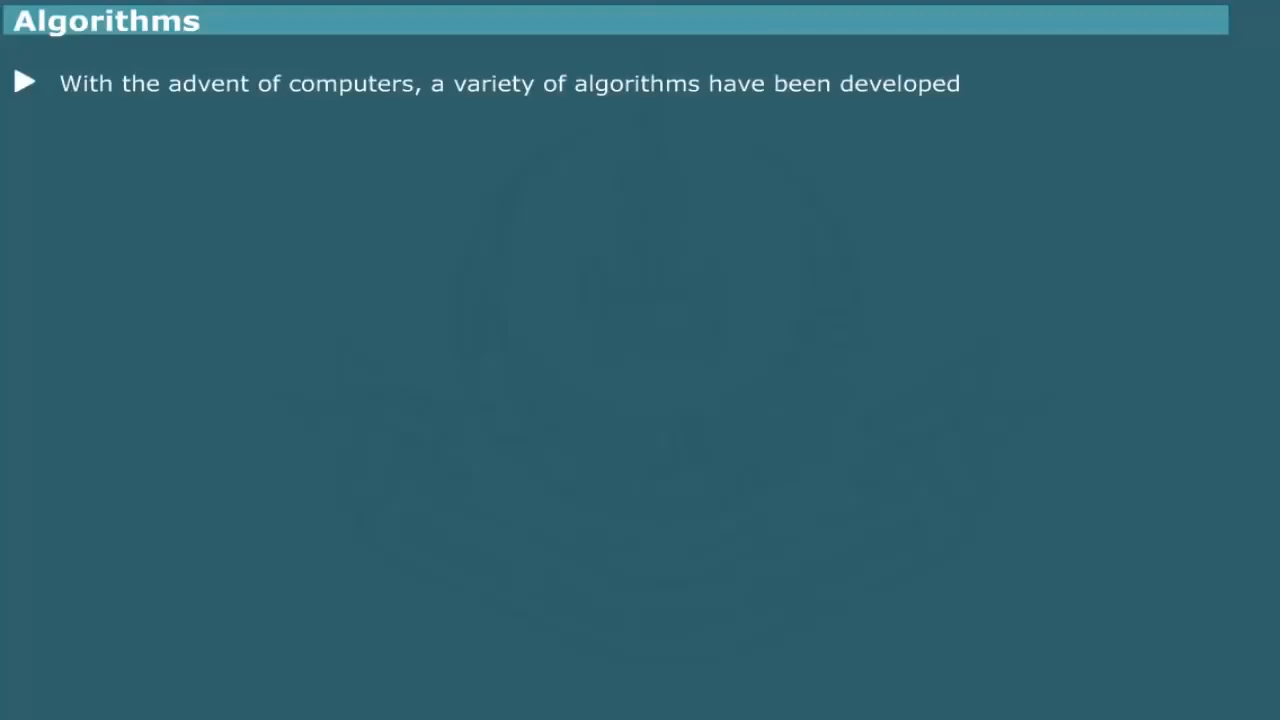 Algorithms
With the advent of computers, a variety of algorithms have been developed